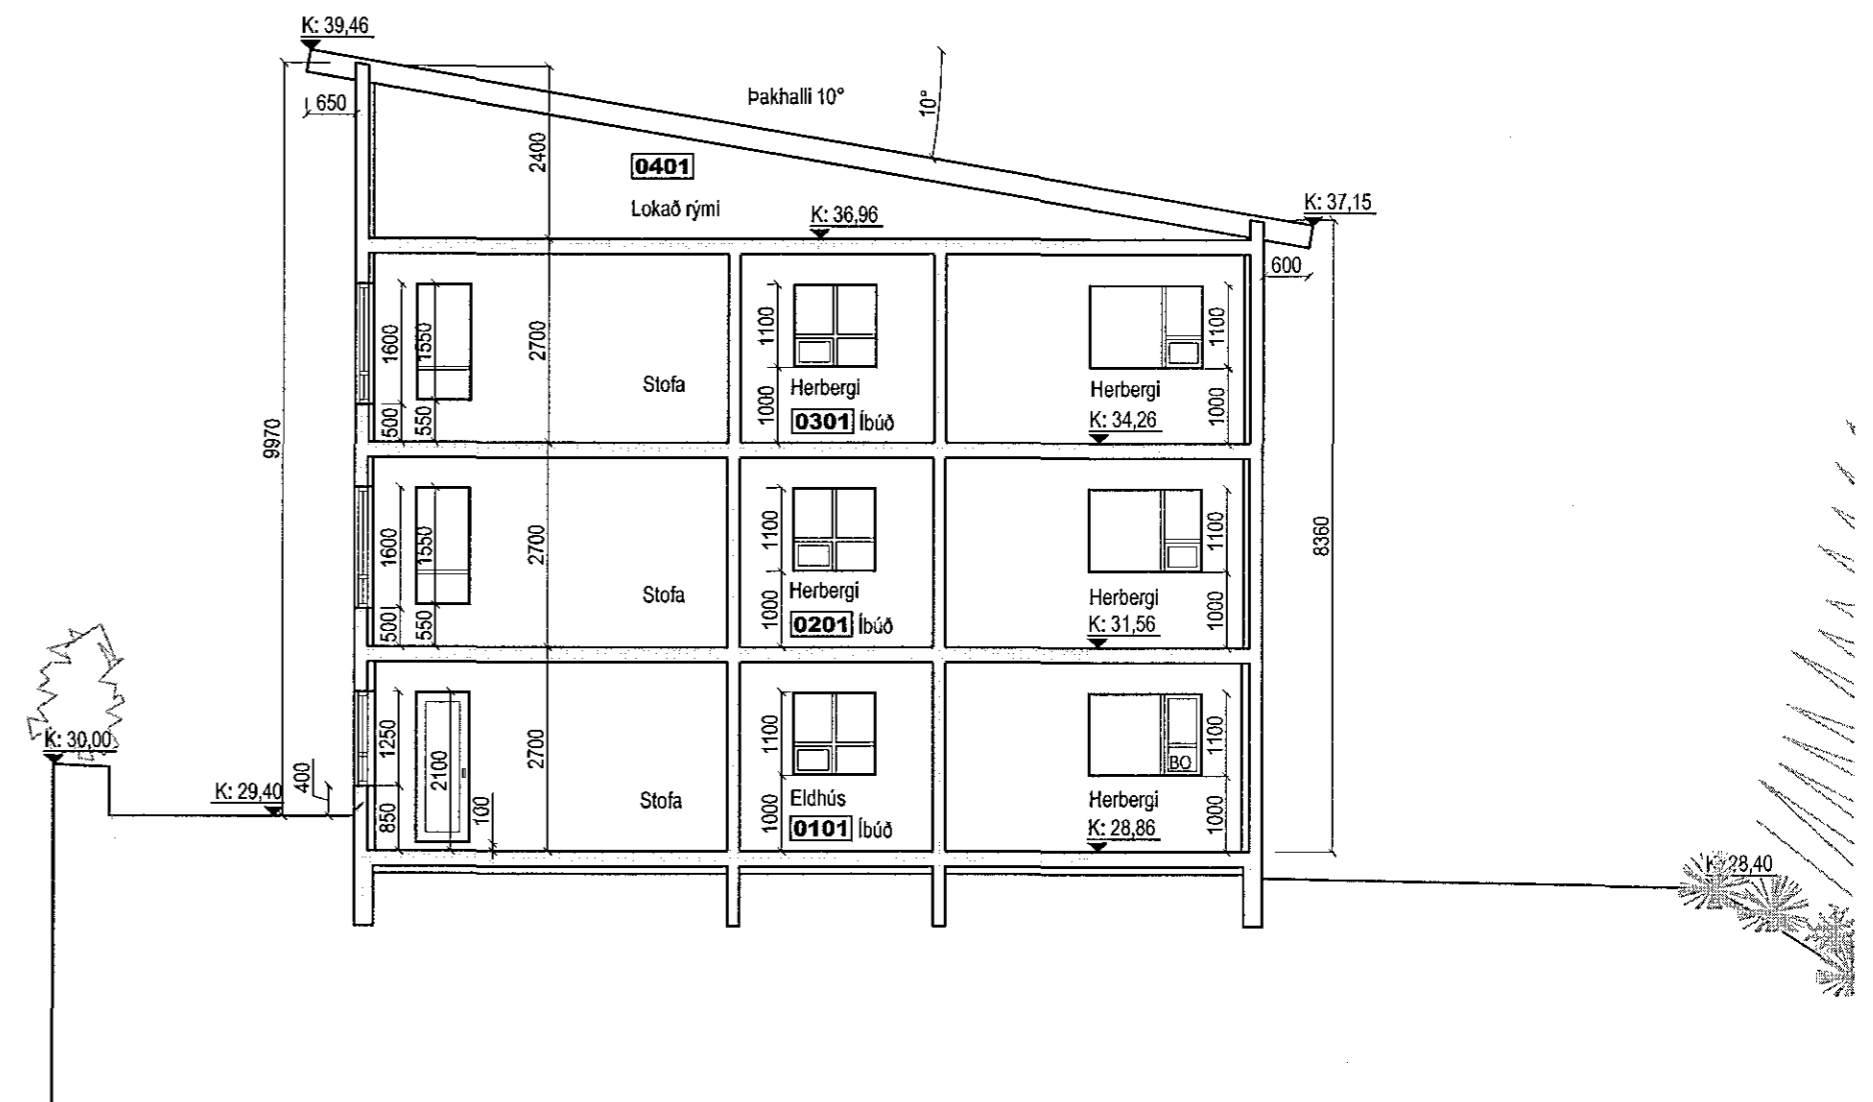 K: 39,46
650
Þakhalli 10°
10°
2400
0401
Lokað rými
K: 36,96
K: 37,15
600
9970
8360
1600
1550
500
550
2700
Stofa
1100
1000
Herbergi
0301 Íbúð
Herbergi
K: 34,26
1100
1000
1600
1550
500
550
2700
Stofa
1100
1000
Herbergi
0201 Íbúð
Herbergi
K: 31,56
1100
1000
K: 30,00
K: 29,40
400
1250
850
2100
100
2700
Stofa
1100
1000
Eldhús
0101 Íbúð
BO
Herbergi
K: 28,86
1100
1000
K: 28,40